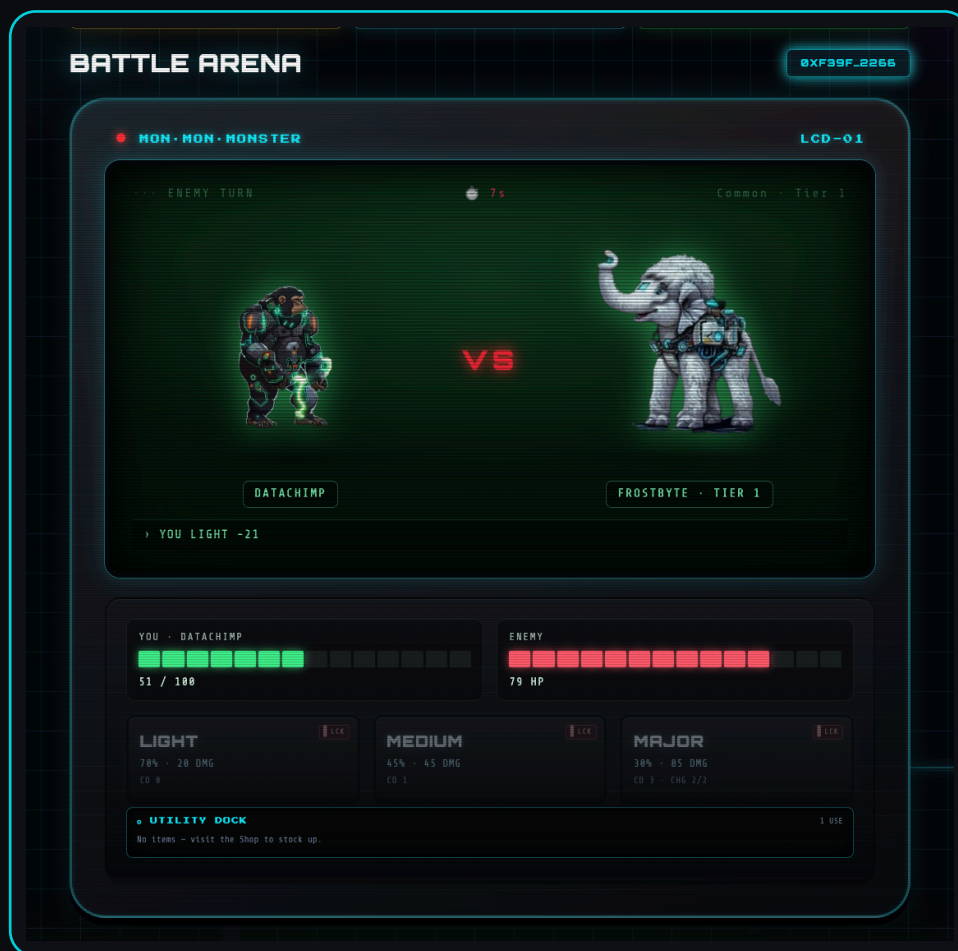 BATTLE ARENA
0XF39F_2266
MON·MON·MONSTER
LCD-01
··· ENEMY TURN
7s
Common · Tier 1
VS
DATACHIMP
FROSTBYTE · TIER 1
› YOU LIGHT -21
YOU · DATACHIMP
51 / 100
ENEMY
79 HP
LIGHT
LCK
70% · 20 DMG
CD 0
MEDIUM
LCK
45% · 45 DMG
CD 1
MAJOR
LCK
30% · 85 DMG
CD 3 · CHG 2/2
UTILITY DOCK
1 USE
No items — visit the Shop to stock up.